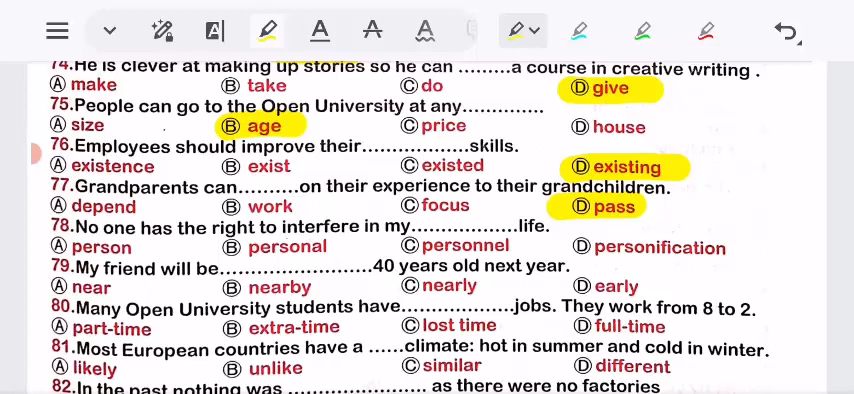 74.He is clever at making up stories so he can .........a course in creative writing .
Ⓐ make Ⓑ take Ⓒ do Ⓓ give
75.People can go to the Open University at any..............
Ⓐ size Ⓑ age Ⓒ price Ⓓ house
76.Employees should improve their..................skills.
Ⓐ existence Ⓑ exist Ⓒ existed Ⓓ existing
77.Grandparents can..........on their experience to their grandchildren.
Ⓐ depend Ⓑ work Ⓒ focus Ⓓ pass
78.No one has the right to interfere in my..................life.
Ⓐ person Ⓑ personal Ⓒ personnel Ⓓ personification
79.My friend will be..........................40 years old next year.
Ⓐ near Ⓑ nearby Ⓒ nearly Ⓓ early
80.Many Open University students have...................jobs. They work from 8 to 2.
Ⓐ part-time Ⓑ extra-time Ⓒ lost time Ⓓ full-time
81.Most European countries have a ......climate: hot in summer and cold in winter.
Ⓐ likely Ⓑ unlike Ⓒ similar Ⓓ different
82.In the past nothing was ........................ as there were no factories